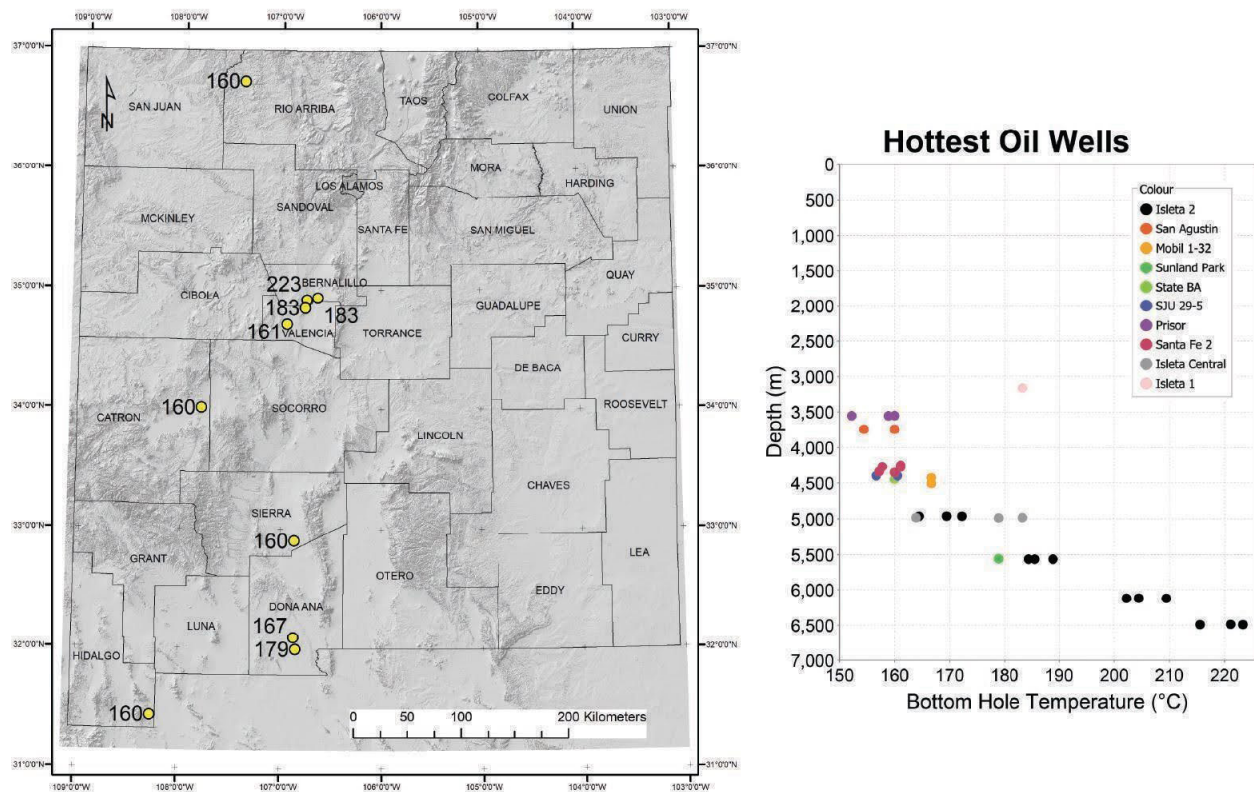 109°0'0"W 108°0'0"W 107°0'0"W 106°0'0"W 105°0'0"W 104°0'0"W 103°0'0"W
37°0'0"N 37°0'0"N
N
160
SAN JUAN
RIO ARRIBA
TAOS
COLFAX
UNION
36°0'0"N 36°0'0"N
MORA
HARDING
LOS ALAMOS
SANDOVAL
MCKINLEY
SANTA FE
SAN MIGUEL
QUAY
35°0'0"N 35°0'0"N
223 BERNALILLO
CIBOLA
183
183
161 VALENCIA
TORRANCE
GUADALUPE
CURRY
DE BACA
34°0'0"N 34°0'0"N
CATRON
160
SOCORRO
ROOSEVELT
LINCOLN
CHAVES
SIERRA
33°0'0"N 33°0'0"N
160
GRANT
LEA
OTERO
EDDY
DONA ANA
LUNA
167
179
32°0'0"N 32°0'0"N
HIDALGO
160
0 50 100 200 Kilometers
31°0'0"N 31°0'0"N
109°0'0"W 108°0'0"W 107°0'0"W 106°0'0"W 105°0'0"W 104°0'0"W 103°0'0"W
Hottest Oil Wells
Depth (m)
0
500
1,000
1,500
2,000
2,500
3,000
3,500
4,000
4,500
5,000
5,500
6,000
6,500
7,000
Colour
Isleta 2
San Agustin
Mobil 1-32
Sunland Park
State BA
SJU 29-5
Prisor
Santa Fe 2
Isleta Central
Isleta 1
150 160 170 180 190 200 210 220
Bottom Hole Temperature (°C)